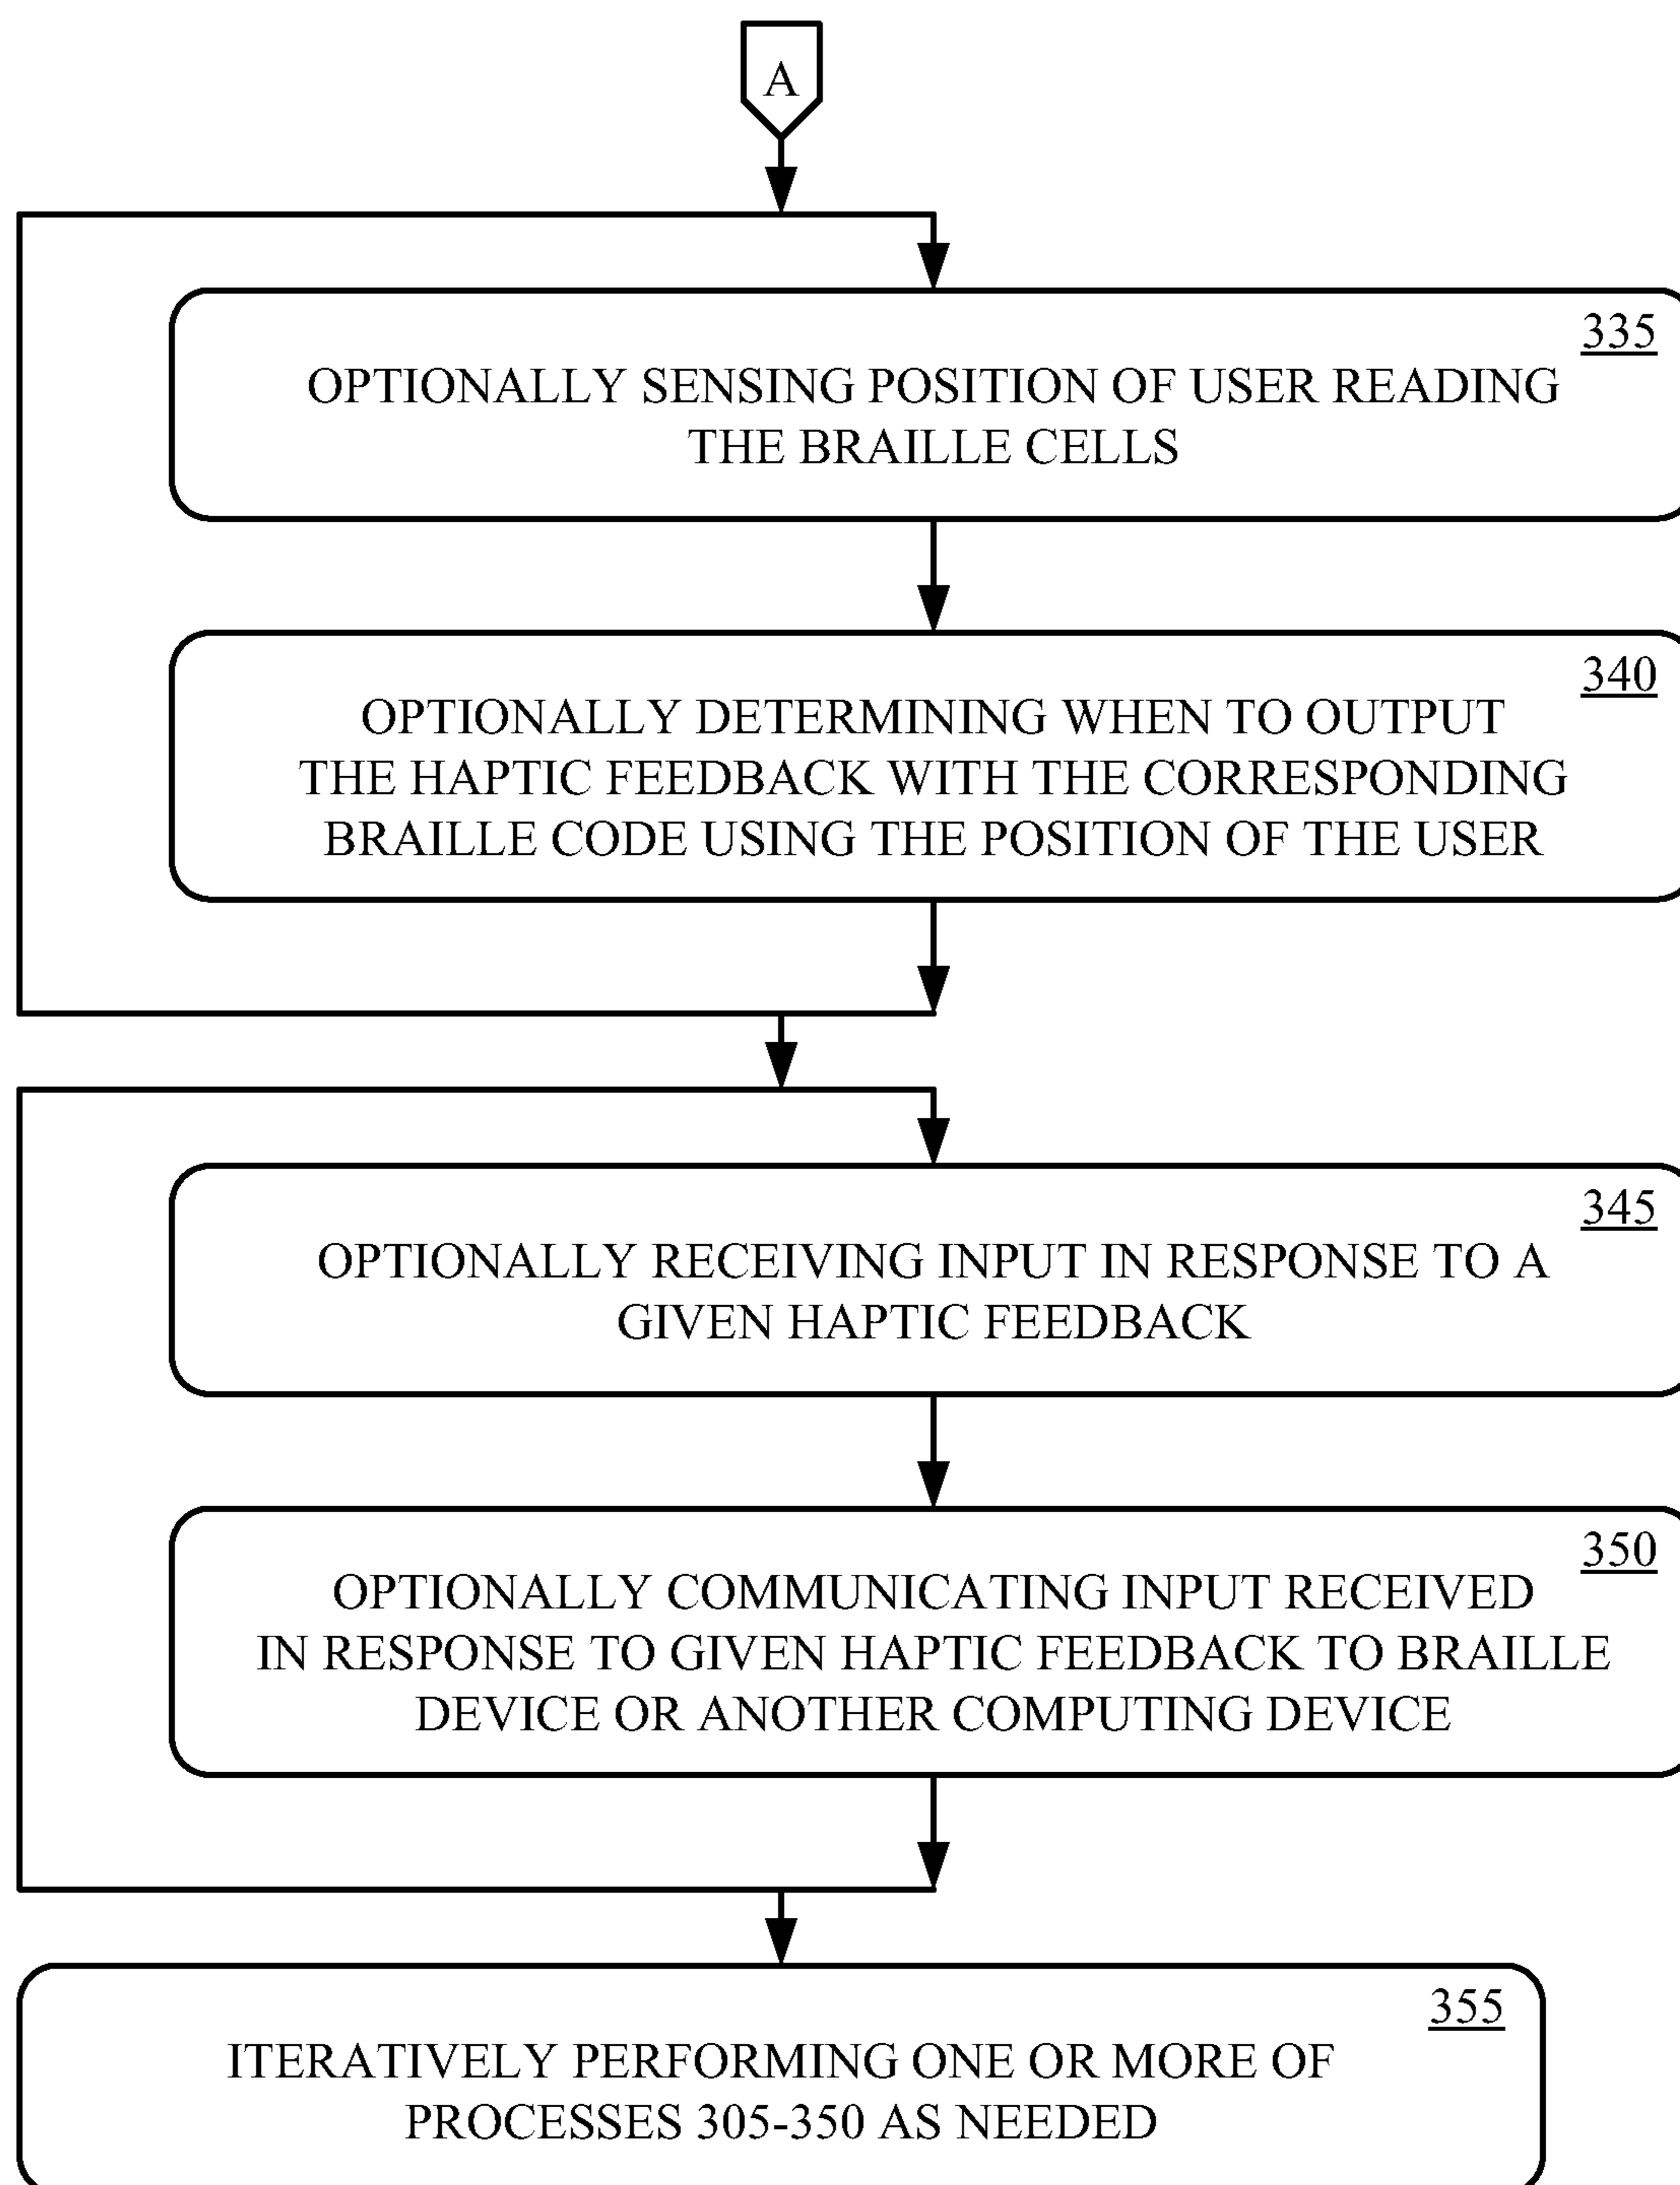 A
335
OPTIONALLY SENSING POSITION OF USER READING
THE BRAILLE CELLS
340
OPTIONALLY DETERMINING WHEN TO OUTPUT
THE HAPTIC FEEDBACK WITH THE CORRESPONDING
BRAILLE CODE USING THE POSITION OF THE USER
345
OPTIONALLY RECEIVING INPUT IN RESPONSE TO A
GIVEN HAPTIC FEEDBACK
350
OPTIONALLY COMMUNICATING INPUT RECEIVED
IN RESPONSE TO GIVEN HAPTIC FEEDBACK TO BRAILLE
DEVICE OR ANOTHER COMPUTING DEVICE
355
ITERATIVELY PERFORMING ONE OR MORE OF
PROCESSES 305-350 AS NEEDED